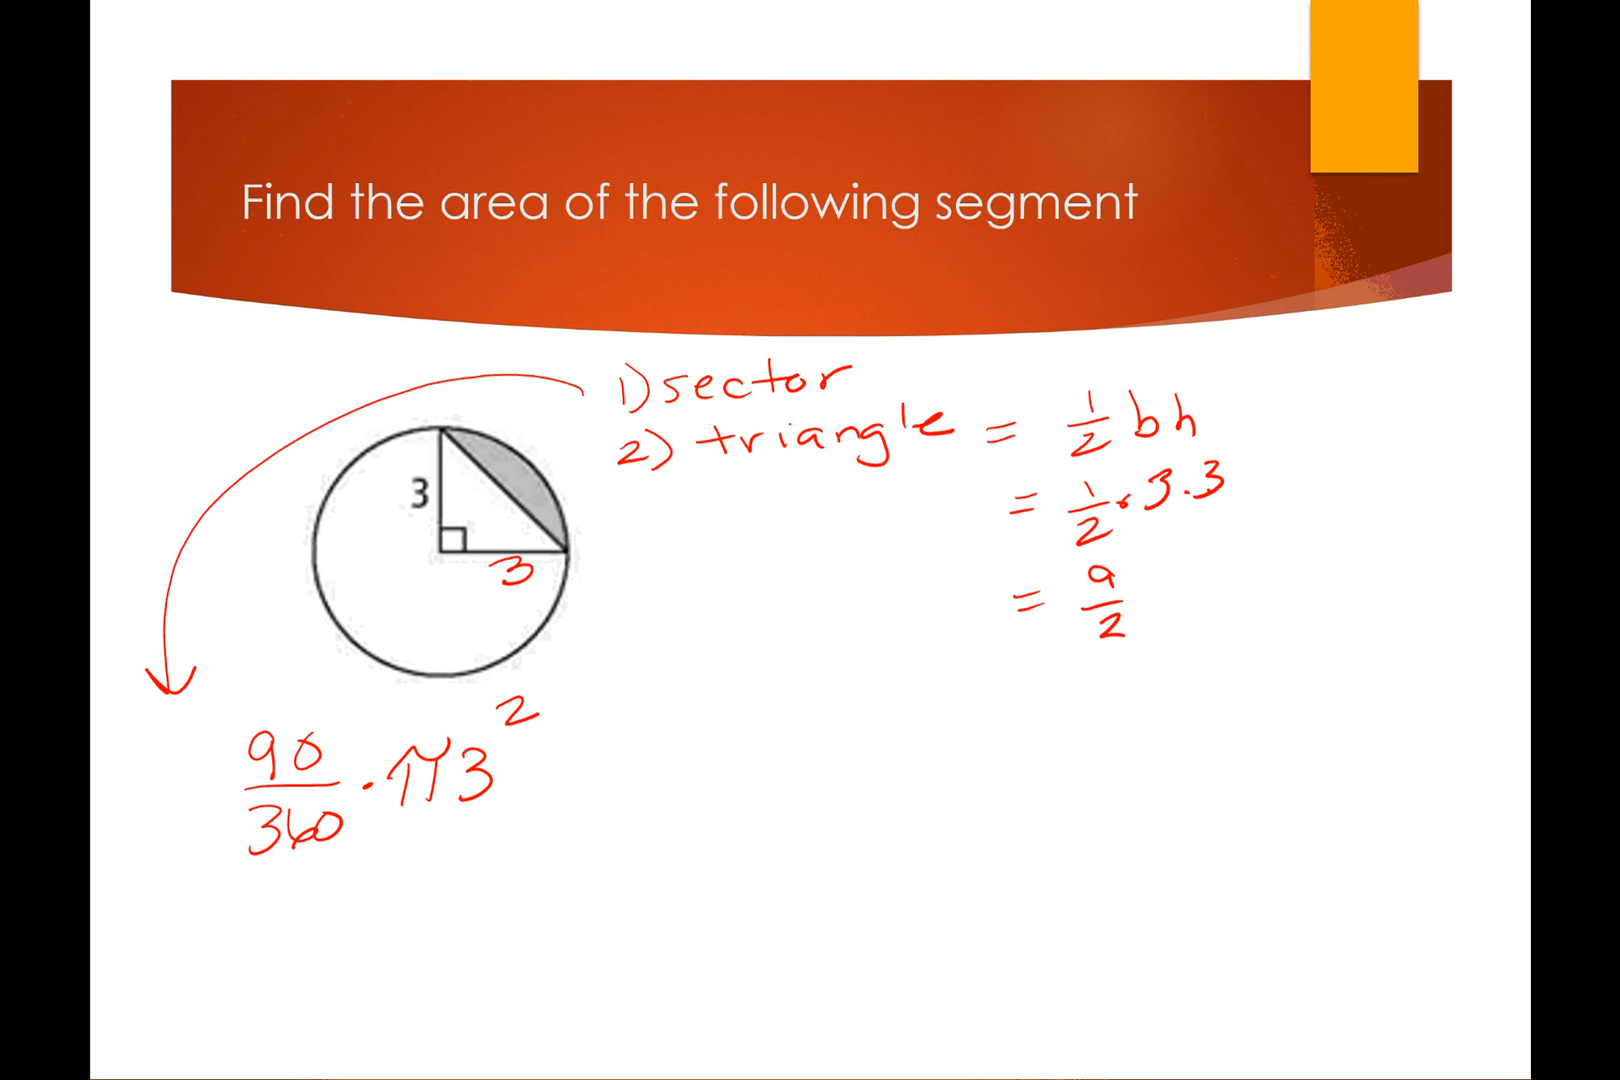 Find the area of the following segment
1) sector
2) triangle = 1/2 bh
= 1/2 · 3 · 3
= 9/2
3
3
90/360 · π3²